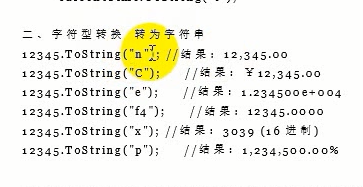 二、字符型转换 转为字符串
12345.ToString("n"); //结果: 12,345.00
12345.ToString("C"); //结果: ￥12,345.00
12345.ToString("e"); //结果: 1.234500e+004
12345.ToString("f4"); //结果: 12345.0000
12345.ToString("x"); //结果: 3039 (16进制)
12345.ToString("p"); //结果: 1,234,500.00%